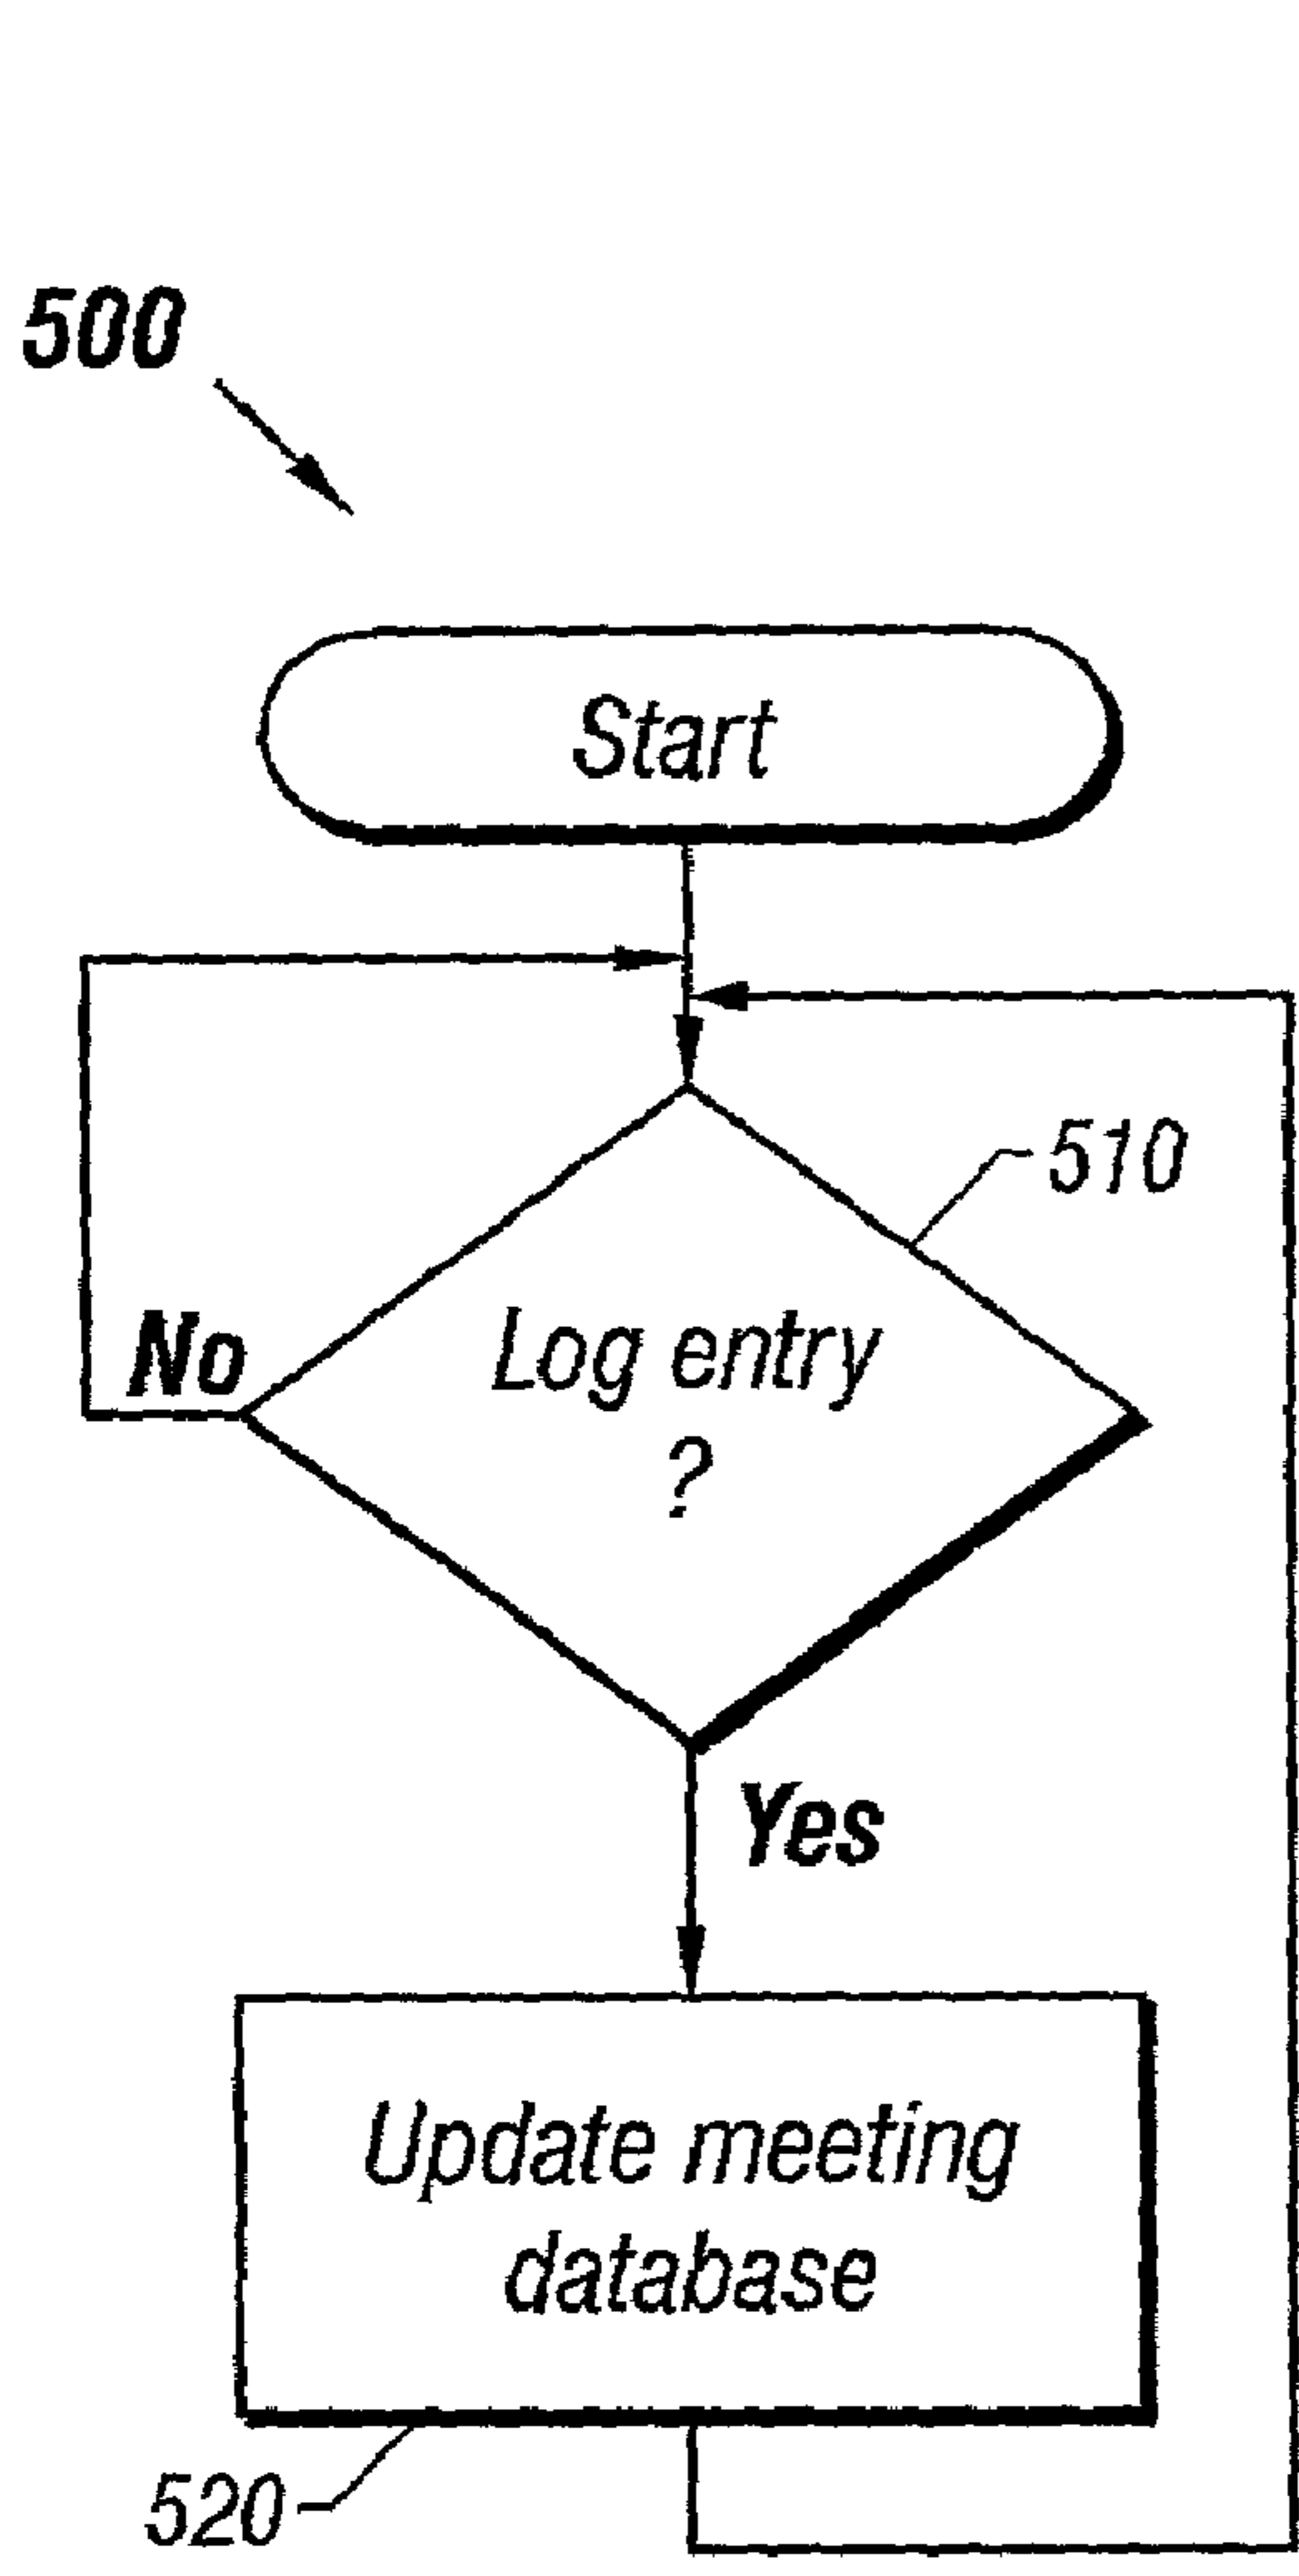 500
Start
510
No
Log entry
?
Yes
Update meeting
database
520